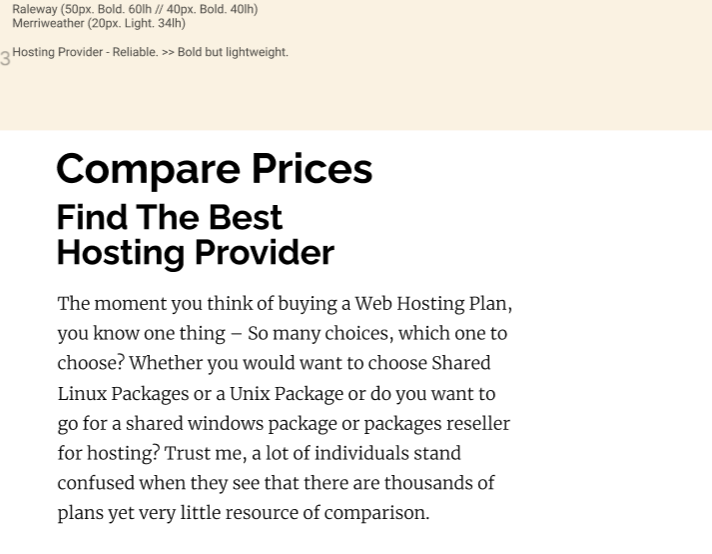 Raleway (50px. Bold. 60lh // 40px. Bold. 40lh)
Merriweather (20px. Light. 34lh)
3
Hosting Provider - Reliable. >> Bold but lightweight.
Compare Prices
Find The Best
Hosting Provider
The moment you think of buying a Web Hosting Plan,
you know one thing – So many choices, which one to
choose? Whether you would want to choose Shared
Linux Packages or a Unix Package or do you want to
go for a shared windows package or packages reseller
for hosting? Trust me, a lot of individuals stand
confused when they see that there are thousands of
plans yet very little resource of comparison.